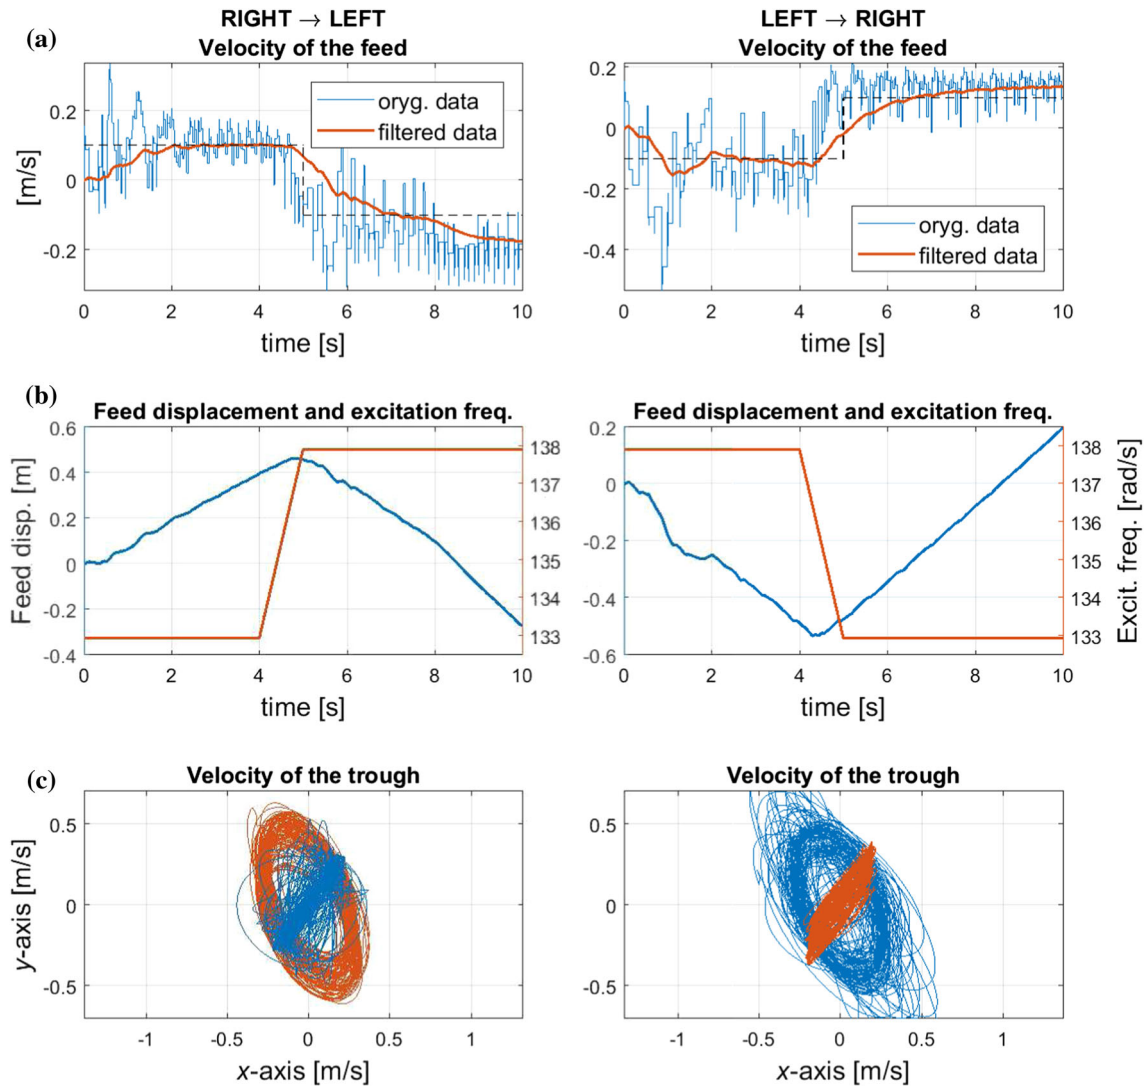 (a)
RIGHT → LEFT
Velocity of the feed
[m/s]
0.2
0
-0.2
oryg. data
filtered data
0 2 4 6 8 10
time [s]
LEFT → RIGHT
Velocity of the feed
0.2
0
-0.2
-0.4
oryg. data
filtered data
0 2 4 6 8 10
time [s]
(b)
Feed displacement and excitation freq.
Feed disp. [m]
0.6
0.4
0.2
0
-0.2
-0.4
138
137
136
135
134
133
0 2 4 6 8 10
time [s]
Feed displacement and excitation freq.
0.2
0
-0.2
-0.4
-0.6
138
137
136
135
134
133
Excit. freq. [rad/s]
0 2 4 6 8 10
time [s]
(c)
Velocity of the trough
y-axis [m/s]
0.5
0
-0.5
-1 -0.5 0 0.5 1
x-axis [m/s]
Velocity of the trough
0.5
0
-0.5
-1 -0.5 0 0.5 1
x-axis [m/s]